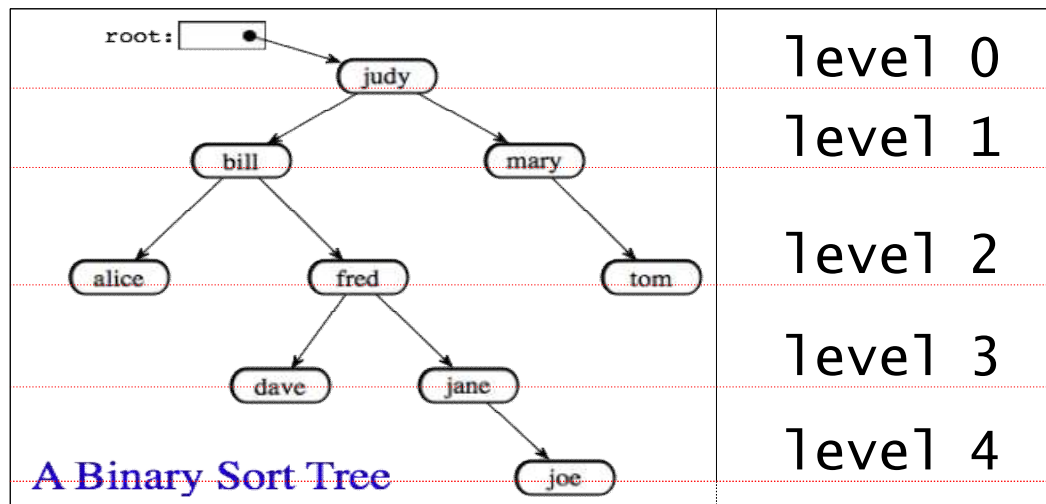 root:
judy
level 0
bill
mary
level 1
alice
fred
tom
level 2
dave
jane
level 3
A Binary Sort Tree
joe
level 4